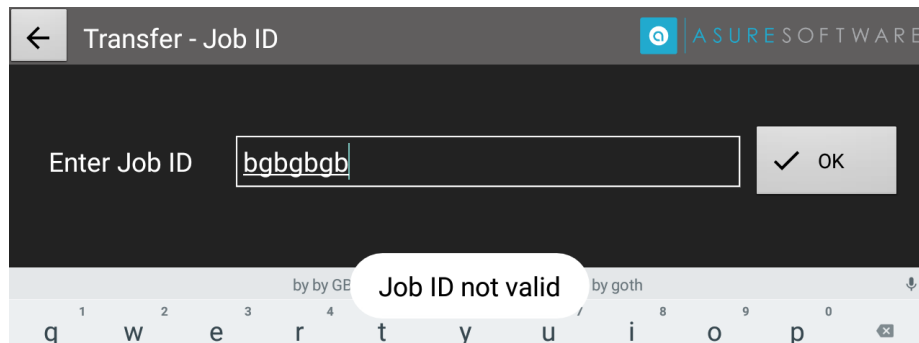 Transfer - Job ID
ASURESOFTWARE
Enter Job ID
bgbgbgb
OK
by by GB
Job ID not valid
by goth
1 2 3 4 7 8 9 0
q w e r t y u i o p